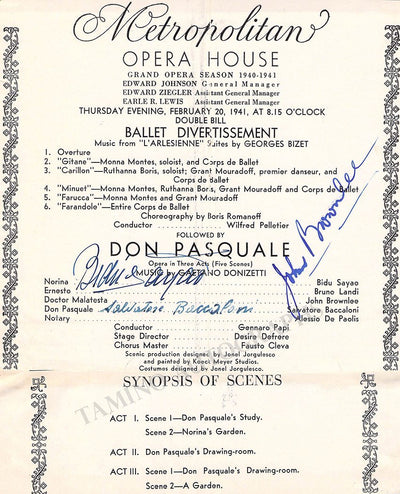 Metropolitan
OPERA HOUSE
GRAND OPERA SEASON 1940-1941
EDWARD JOHNSON General Manager
EDWARD ZIEGLER Assistant General Manager
EARLE R. LEWIS Assistant General Manager
THURSDAY EVENING, FEBRUARY 20, 1941, AT 8.15 O'CLOCK
DOUBLE BILL
BALLET DIVERTISSEMENT
Music from "L'ARLESIENNE" Suites by GEORGES BIZET
1 Overture
2 "Gitane"—Monna Montes, soloist, and Corps de Ballet
3 "Carillon"—Ruthanna Boris, soloist; Grant Mouradoff, premier danseur, and
Corps de Ballet
4 "Minuet"—Monna Montes, Ruthanna Boris, Grant Mouradoff and Corps de Ballet
5 "Farucca"—Monna Montes and Grant Mouradoff
6 "Farandole"—Entire Corps de Ballet
Choreography by Boris Romanoff
Conductor Wilfred Pelletier
FOLLOWED BY
DON PASQUALE
Opera in Three Acts (Five Scenes)
MUSIC by GAETANO DONIZETTI
Norina Bidu Sayao
Ernesto Bruno Landi
Doctor Malatesta John Brownlee
Don Pasquale Salvatore Baccaloni
Notary Alessio De Paolis
Bidu Sayao
Salvatore Baccaloni
John Brownlee
Conductor Gennaro Papi
Stage Director Desire Defrere
Chorus Master Fausto Cleva
Scenic production designed by Jonel Jorgulesco
and painted by Kaact Meyer Studios.
Costumes designed by Jonel Jorgulesco.
SYNOPSIS OF SCENES
ACT I. Scene 1—Don Pasquale's Study.
Scene 2—Norina's Garden.
ACT II. Don Pasquale's Drawing-room.
ACT III. Scene 1—Don Pasquale's Drawing-room.
Scene 2—A Garden.